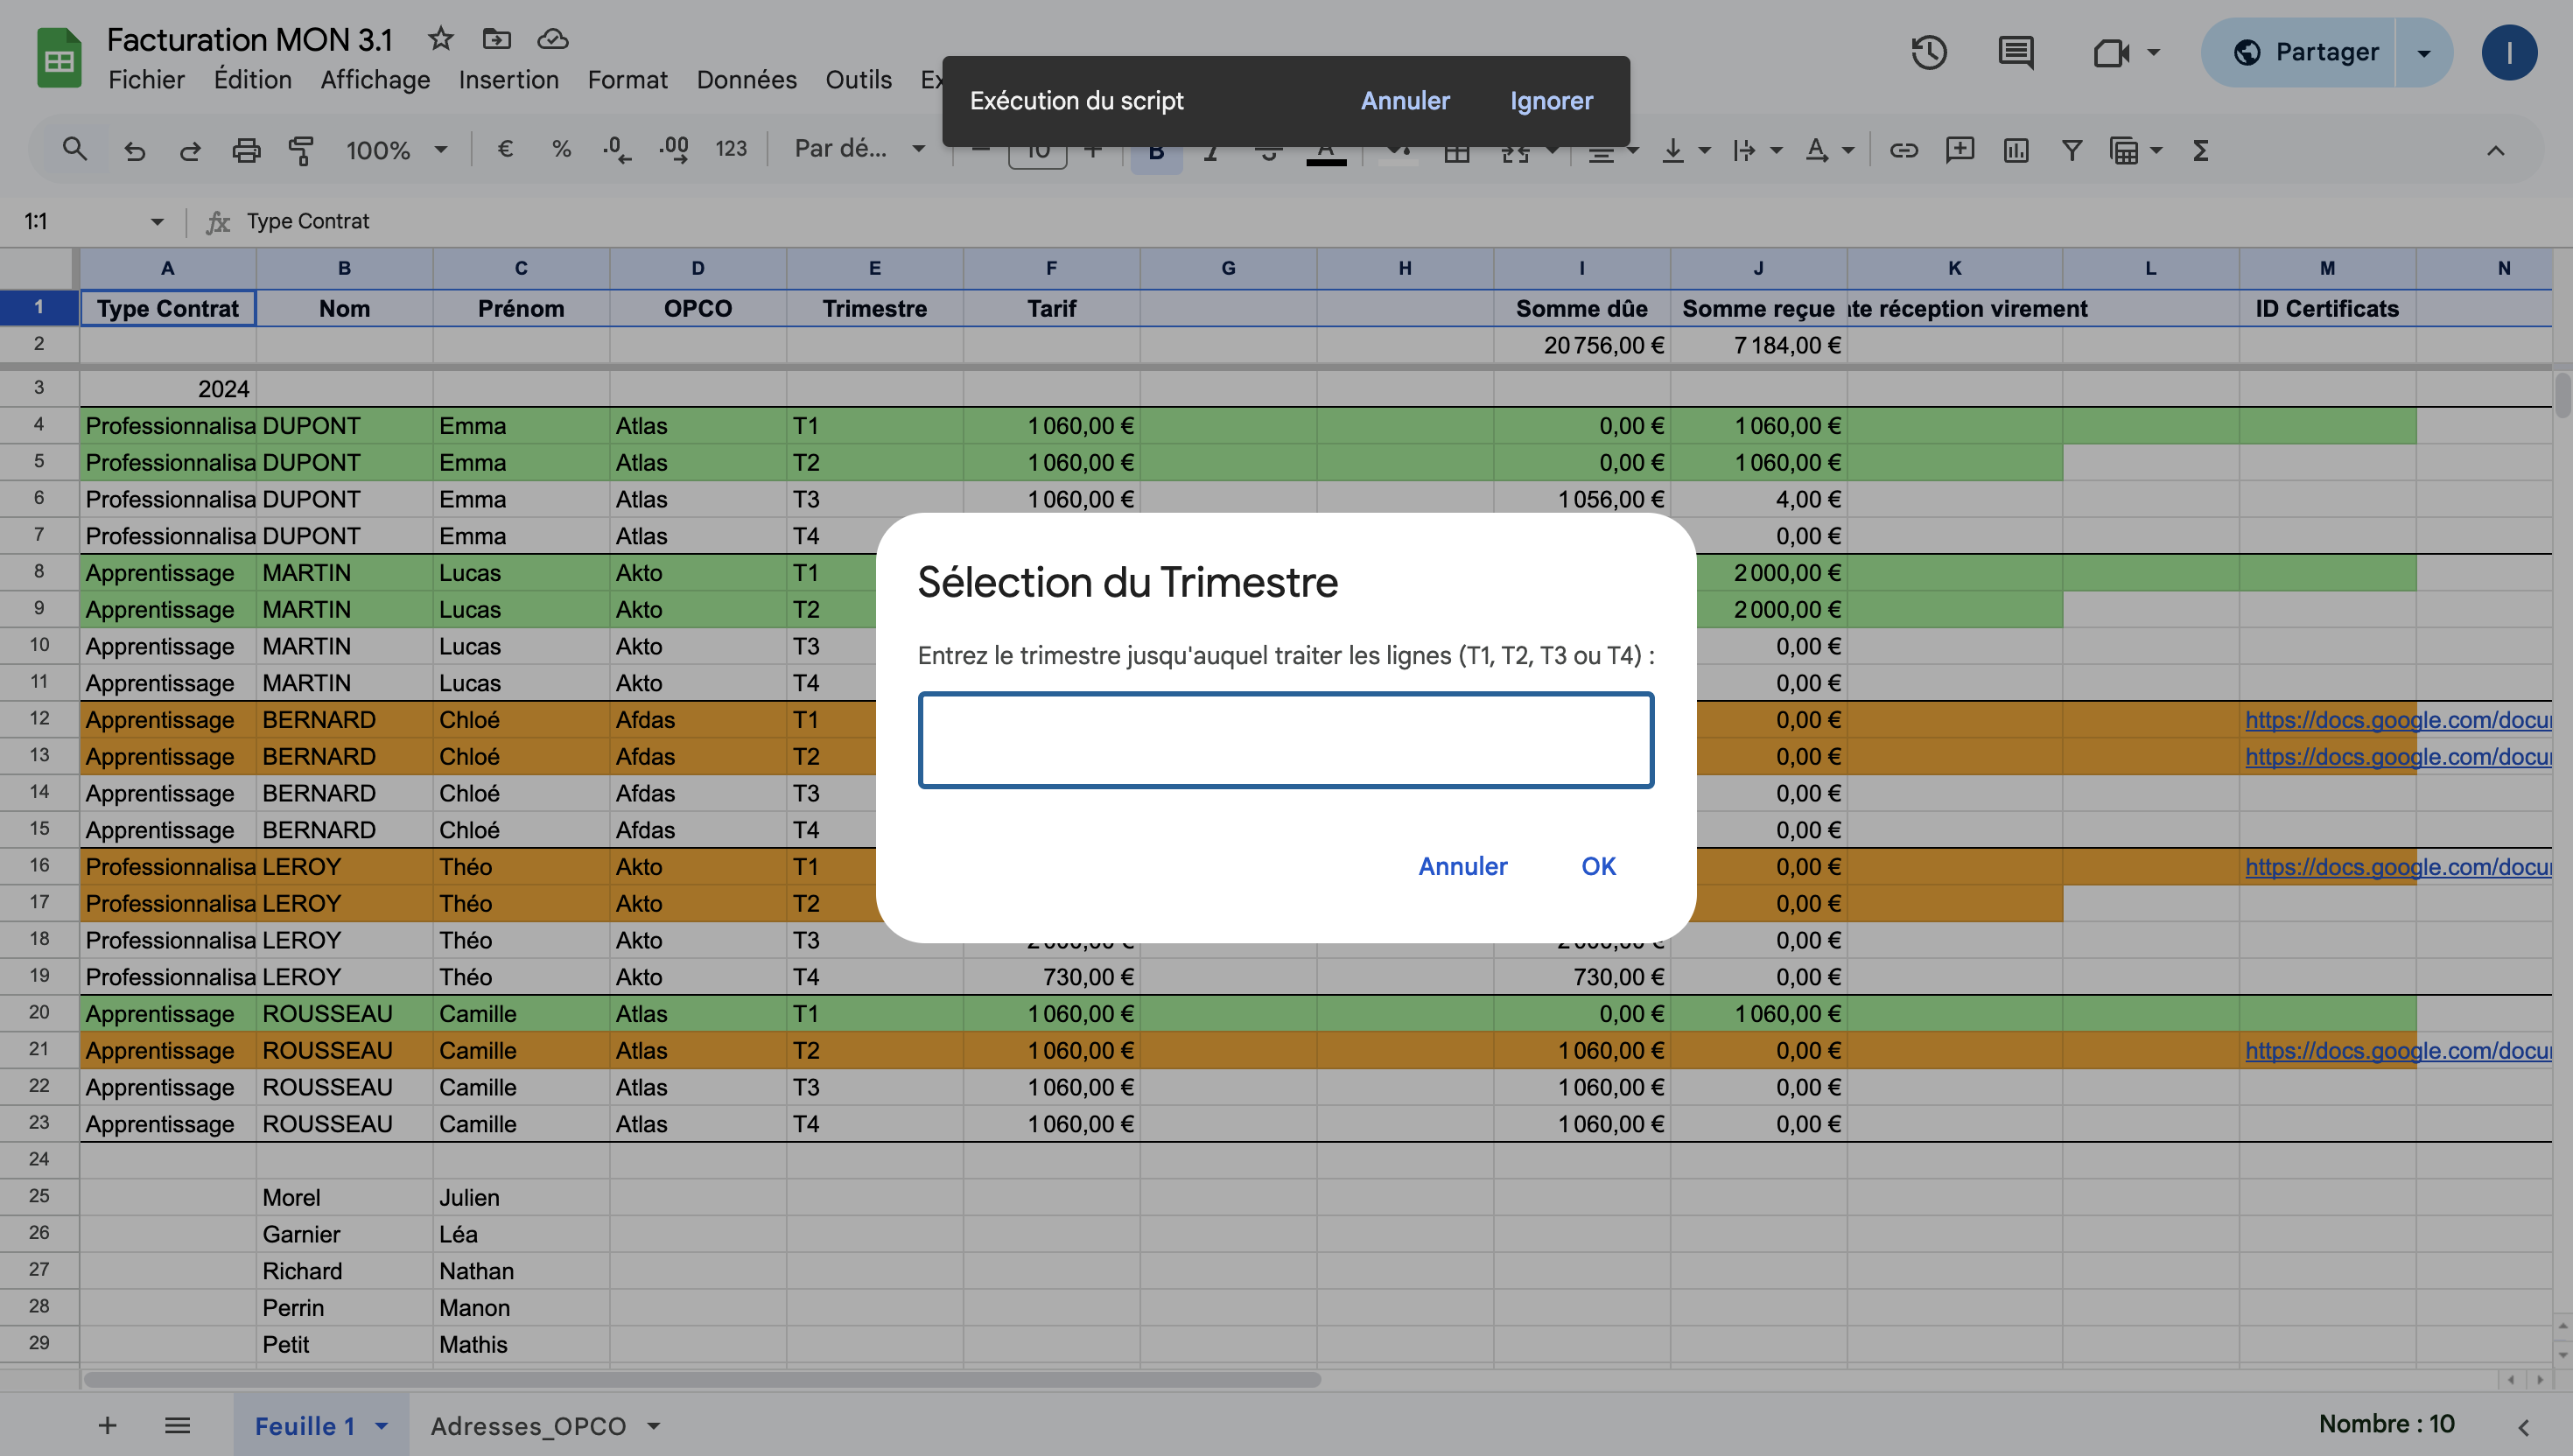 Facturation MON 3.1
Fichier Édition Affichage Insertion Format Données Outils Ex
Exécution du script Annuler Ignorer
Partager
I
100% € % .0 .00 123 Par dé... 10 B
1:1 fx Type Contrat
A B C D E F G H I J K L M N
1 Type Contrat Nom Prénom OPCO Trimestre Tarif Somme dûe Somme reçue te réception virement ID Certificats
2 20 756,00 € 7 184,00 €
3 2024
4 Professionnalisa DUPONT Emma Atlas T1 1 060,00 € 0,00 € 1 060,00 €
5 Professionnalisa DUPONT Emma Atlas T2 1 060,00 € 0,00 € 1 060,00 €
6 Professionnalisa DUPONT Emma Atlas T3 1 060,00 € 1 056,00 € 4,00 €
7 Professionnalisa DUPONT Emma Atlas T4 0,00 €
8 Apprentissage MARTIN Lucas Akto T1 2 000,00 €
9 Apprentissage MARTIN Lucas Akto T2 2 000,00 €
10 Apprentissage MARTIN Lucas Akto T3 0,00 €
11 Apprentissage MARTIN Lucas Akto T4 0,00 €
12 Apprentissage BERNARD Chloé Afdas T1 0,00 € https://docs.google.com/docu
13 Apprentissage BERNARD Chloé Afdas T2 0,00 € https://docs.google.com/docu
14 Apprentissage BERNARD Chloé Afdas T3 0,00 €
15 Apprentissage BERNARD Chloé Afdas T4 0,00 €
16 Professionnalisa LEROY Théo Akto T1 0,00 € https://docs.google.com/docu
17 Professionnalisa LEROY Théo Akto T2 0,00 €
18 Professionnalisa LEROY Théo Akto T3 0,00 €
19 Professionnalisa LEROY Théo Akto T4 730,00 € 730,00 € 0,00 €
20 Apprentissage ROUSSEAU Camille Atlas T1 1 060,00 € 0,00 € 1 060,00 €
21 Apprentissage ROUSSEAU Camille Atlas T2 1 060,00 € 1 060,00 € 0,00 € https://docs.google.com/docu
22 Apprentissage ROUSSEAU Camille Atlas T3 1 060,00 € 1 060,00 € 0,00 €
23 Apprentissage ROUSSEAU Camille Atlas T4 1 060,00 € 1 060,00 € 0,00 €
24
25 Morel Julien
26 Garnier Léa
27 Richard Nathan
28 Perrin Manon
29 Petit Mathis
Sélection du Trimestre
Entrez le trimestre jusqu'auquel traiter les lignes (T1, T2, T3 ou T4) :
Annuler OK
Feuille 1 Adresses_OPCO Nombre : 10